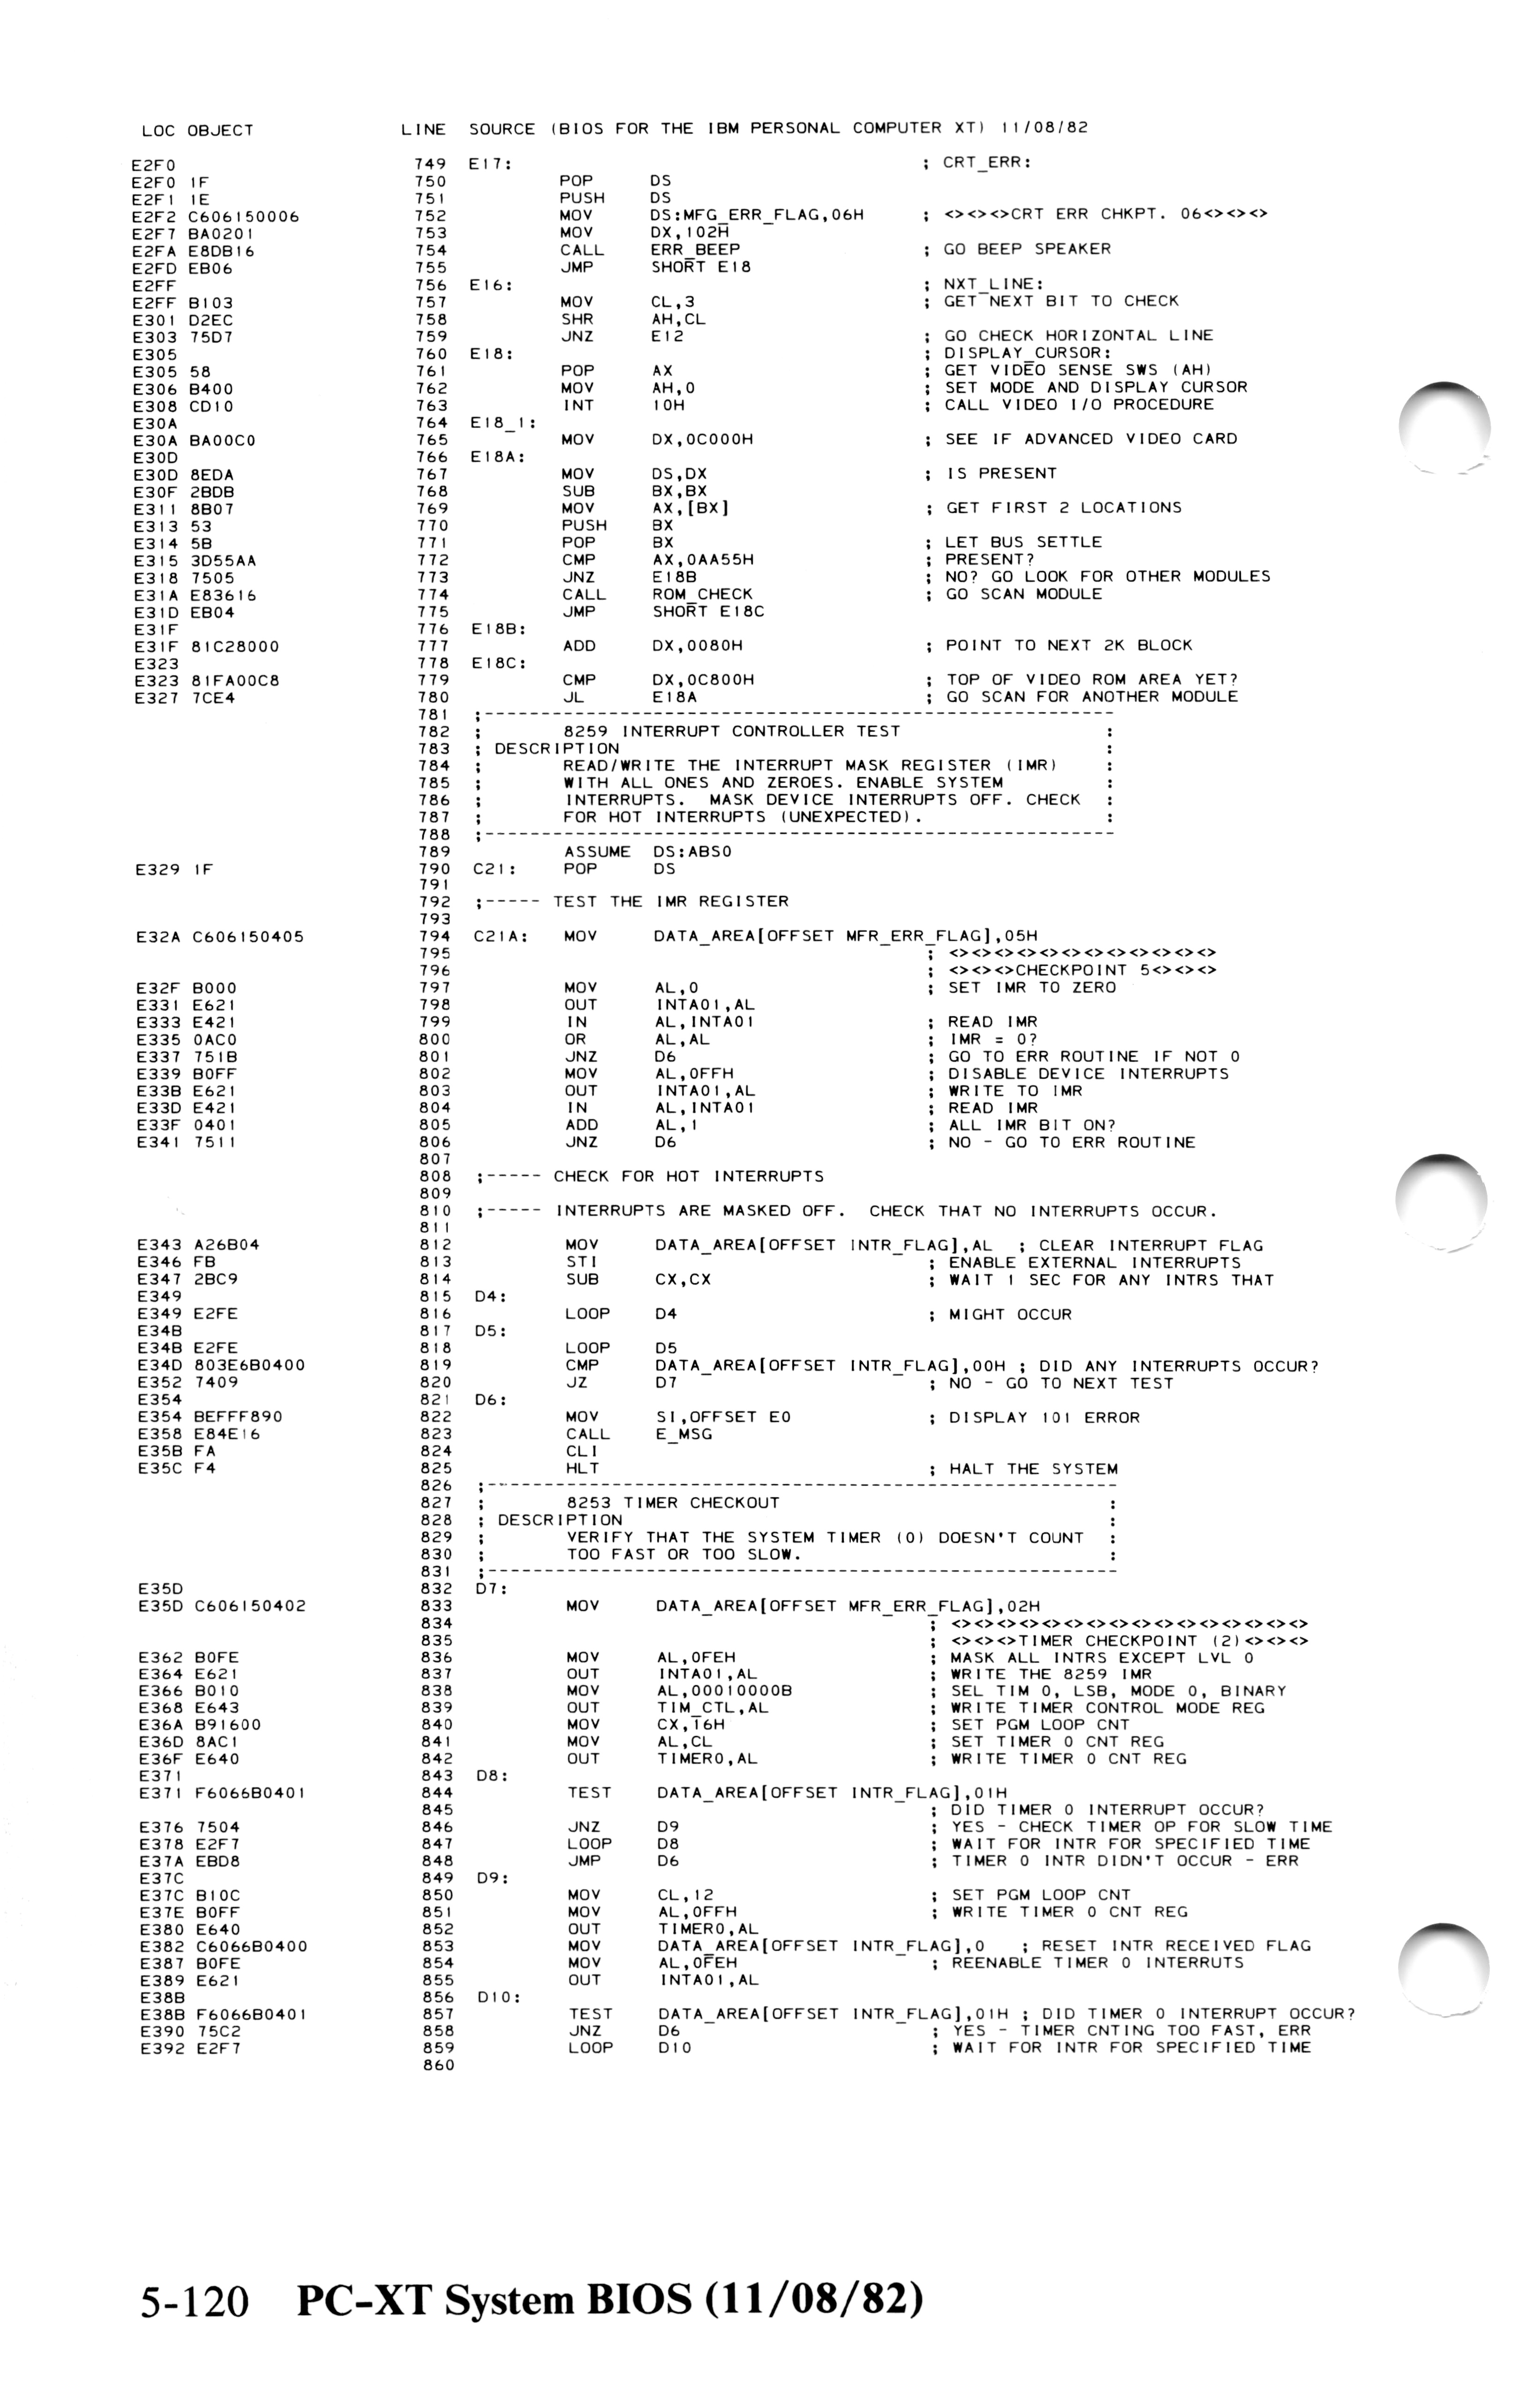 LOC OBJECT LINE SOURCE (BIOS FOR THE IBM PERSONAL COMPUTER XT) 11/08/82
E2F0 749 E17: ; CRT_ERR:
E2F0 1F 750 POP DS
E2F1 1E 751 PUSH DS
E2F2 C606150006 752 MOV DS:MFG_ERR_FLAG,06H ; <><><>CRT ERR CHKPT. 06<><><>
E2F7 BA0201 753 MOV DX,102H
E2FA E8DB16 754 CALL ERR_BEEP ; GO BEEP SPEAKER
E2FD EB06 755 JMP SHORT E18
E2FF 756 E16: ; NXT_LINE:
E2FF B103 757 MOV CL,3 ; GET NEXT BIT TO CHECK
E301 D2EC 758 SHR AH,CL
E303 75D7 759 JNZ E12 ; GO CHECK HORIZONTAL LINE
E305 760 E18: ; DISPLAY_CURSOR:
E305 58 761 POP AX ; GET VIDEO SENSE SWS (AH)
E306 B400 762 MOV AH,0 ; SET MODE AND DISPLAY CURSOR
E308 CD10 763 INT 10H ; CALL VIDEO I/O PROCEDURE
E30A 764 E18_1:
E30A BA00C0 765 MOV DX,0C000H ; SEE IF ADVANCED VIDEO CARD
E30D 766 E18A:
E30D 8EDA 767 MOV DS,DX ; IS PRESENT
E30F 2BDB 768 SUB BX,BX
E311 8B07 769 MOV AX,[BX] ; GET FIRST 2 LOCATIONS
E313 53 770 PUSH BX
E314 5B 771 POP BX ; LET BUS SETTLE
E315 3D55AA 772 CMP AX,0AA55H ; PRESENT?
E318 7505 773 JNZ E18B ; NO? GO LOOK FOR OTHER MODULES
E31A E83616 774 CALL ROM_CHECK ; GO SCAN MODULE
E31D EB04 775 JMP SHORT E18C
E31F 776 E18B:
E31F 81C28000 777 ADD DX,0080H ; POINT TO NEXT 2K BLOCK
E323 778 E18C:
E323 81FA00C8 779 CMP DX,0C800H ; TOP OF VIDEO ROM AREA YET?
E327 7CE4 780 JL E18A ; GO SCAN FOR ANOTHER MODULE
781 ;-------------------------------------------------------
782 ; 8259 INTERRUPT CONTROLLER TEST :
783 ; DESCRIPTION :
784 ; READ/WRITE THE INTERRUPT MASK REGISTER (IMR) :
785 ; WITH ALL ONES AND ZEROES. ENABLE SYSTEM :
786 ; INTERRUPTS. MASK DEVICE INTERRUPTS OFF. CHECK :
787 ; FOR HOT INTERRUPTS (UNEXPECTED). :
788 ;-------------------------------------------------------
789 ASSUME DS:ABS0
E329 1F 790 C21: POP DS
791
792 ;----- TEST THE IMR REGISTER
793
E32A C606150405 794 C21A: MOV DATA_AREA[OFFSET MFR_ERR_FLAG],05H
795 ; <><><><><><><><><><><><>
796 ; <><><>CHECKPOINT 5<><><>
E32F B000 797 MOV AL,0 ; SET IMR TO ZERO
E331 E621 798 OUT INTA01,AL
E333 E421 799 IN AL,INTA01 ; READ IMR
E335 0AC0 800 OR AL,AL ; IMR = 0?
E337 751B 801 JNZ D6 ; GO TO ERR ROUTINE IF NOT 0
E339 B0FF 802 MOV AL,0FFH ; DISABLE DEVICE INTERRUPTS
E33B E621 803 OUT INTA01,AL ; WRITE TO IMR
E33D E421 804 IN AL,INTA01 ; READ IMR
E33F 0401 805 ADD AL,1 ; ALL IMR BIT ON?
E341 7511 806 JNZ D6 ; NO - GO TO ERR ROUTINE
807
808 ;----- CHECK FOR HOT INTERRUPTS
809
810 ;----- INTERRUPTS ARE MASKED OFF. CHECK THAT NO INTERRUPTS OCCUR.
811
E343 A26B04 812 MOV DATA_AREA[OFFSET INTR_FLAG],AL ; CLEAR INTERRUPT FLAG
E346 FB 813 STI ; ENABLE EXTERNAL INTERRUPTS
E347 2BC9 814 SUB CX,CX ; WAIT 1 SEC FOR ANY INTRS THAT
E349 815 D4:
E349 E2FE 816 LOOP D4 ; MIGHT OCCUR
E34B 817 D5:
E34B E2FE 818 LOOP D5
E34D 803E6B0400 819 CMP DATA_AREA[OFFSET INTR_FLAG],00H ; DID ANY INTERRUPTS OCCUR?
E352 7409 820 JZ D7 ; NO - GO TO NEXT TEST
E354 821 D6:
E354 BEFFF890 822 MOV SI,OFFSET E0 ; DISPLAY 101 ERROR
E358 E84E16 823 CALL E_MSG
E35B FA 824 CLI
E35C F4 825 HLT ; HALT THE SYSTEM
826 ;-------------------------------------------------------
827 ; 8253 TIMER CHECKOUT :
828 ; DESCRIPTION :
829 ; VERIFY THAT THE SYSTEM TIMER (0) DOESN'T COUNT :
830 ; TOO FAST OR TOO SLOW. :
831 ;-------------------------------------------------------
E35D 832 D7:
E35D C606150402 833 MOV DATA_AREA[OFFSET MFR_ERR_FLAG],02H
834 ; <><><><><><><><><><><><><><><><>
835 ; <><><>TIMER CHECKPOINT (2)<><><>
E362 B0FE 836 MOV AL,0FEH ; MASK ALL INTRS EXCEPT LVL 0
E364 E621 837 OUT INTA01,AL ; WRITE THE 8259 IMR
E366 B010 838 MOV AL,00010000B ; SEL TIM 0, LSB, MODE 0, BINARY
E368 E643 839 OUT TIM_CTL,AL ; WRITE TIMER CONTROL MODE REG
E36A B91600 840 MOV CX,16H ; SET PGM LOOP CNT
E36D 8AC1 841 MOV AL,CL ; SET TIMER 0 CNT REG
E36F E640 842 OUT TIMER0,AL ; WRITE TIMER 0 CNT REG
E371 843 D8:
E371 F6066B0401 844 TEST DATA_AREA[OFFSET INTR_FLAG],01H
845 ; DID TIMER 0 INTERRUPT OCCUR?
E376 7504 846 JNZ D9 ; YES - CHECK TIMER OP FOR SLOW TIME
E378 E2F7 847 LOOP D8 ; WAIT FOR INTR FOR SPECIFIED TIME
E37A EBD8 848 JMP D6 ; TIMER 0 INTR DIDN'T OCCUR - ERR
E37C 849 D9:
E37C B10C 850 MOV CL,12 ; SET PGM LOOP CNT
E37E B0FF 851 MOV AL,0FFH ; WRITE TIMER 0 CNT REG
E380 E640 852 OUT TIMER0,AL
E382 C6066B0400 853 MOV DATA_AREA[OFFSET INTR_FLAG],0 ; RESET INTR RECEIVED FLAG
E387 B0FE 854 MOV AL,0FEH ; REENABLE TIMER 0 INTERRUTS
E389 E621 855 OUT INTA01,AL
E38B 856 D10:
E38B F6066B0401 857 TEST DATA_AREA[OFFSET INTR_FLAG],01H ; DID TIMER 0 INTERRUPT OCCUR?
E390 75C2 858 JNZ D6 ; YES - TIMER CNTING TOO FAST, ERR
E392 E2F7 859 LOOP D10 ; WAIT FOR INTR FOR SPECIFIED TIME
860
5-120 PC-XT System BIOS (11/08/82)